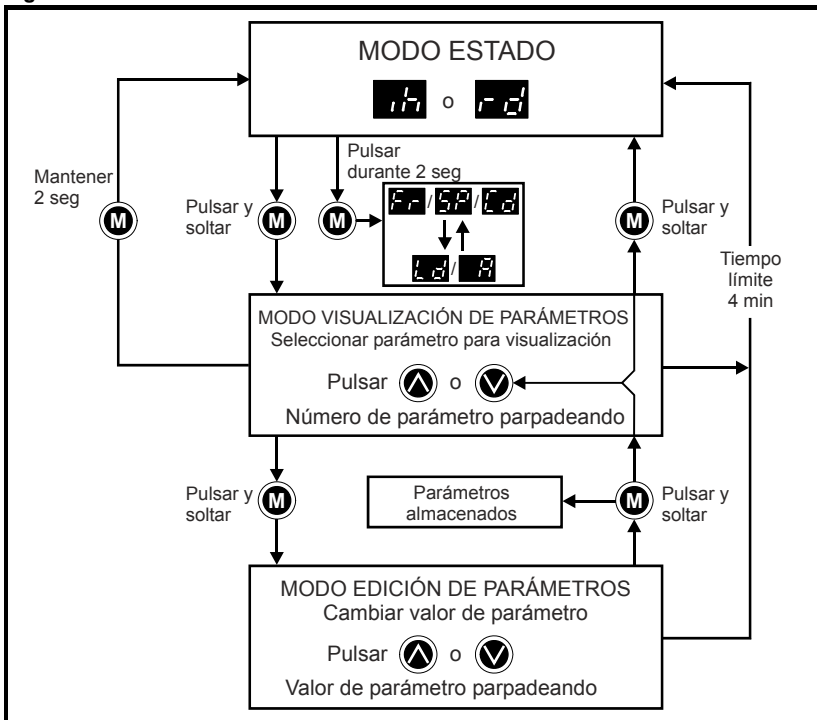 MODO ESTADO
ih o rd
Mantener
2 seg
M
Pulsar y
soltar
M
Pulsar
durante 2 seg
M
Fr / SP / Cd
Ld / A
M
Pulsar y
soltar
Tiempo
límite
4 min
MODO VISUALIZACIÓN DE PARÁMETROS
Seleccionar parámetro para visualización
Pulsar o
Número de parámetro parpadeando
Pulsar y
soltar
M
Parámetros
almacenados
M
Pulsar y
soltar
MODO EDICIÓN DE PARÁMETROS
Cambiar valor de parámetro
Pulsar o
Valor de parámetro parpadeando